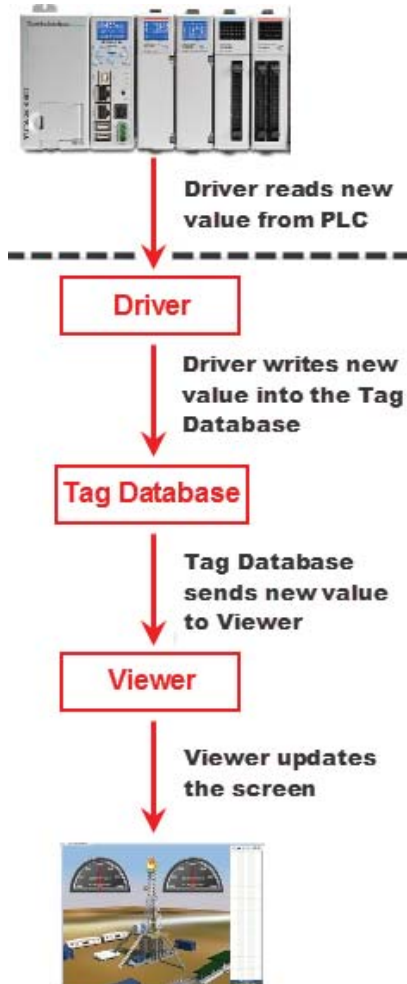 Driver reads new
value from PLC
Driver
Driver writes new
value into the Tag
Database
Tag Database
Tag Database
sends new value
to Viewer
Viewer
Viewer updates
the screen